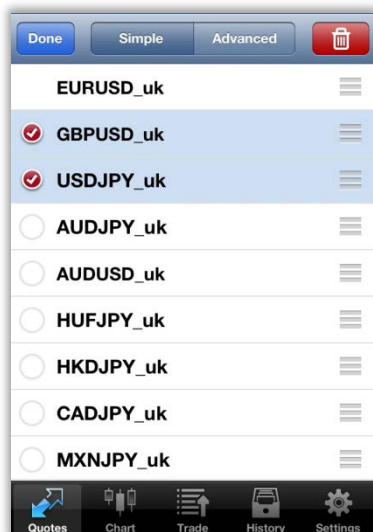 Done Simple Advanced
EURUSD_uk
GBPUSD_uk
USDJPY_uk
AUDJPY_uk
AUDUSD_uk
HUFJPY_uk
HKDJPY_uk
CADJPY_uk
MXNJPY_uk
Quotes Chart Trade History Settings